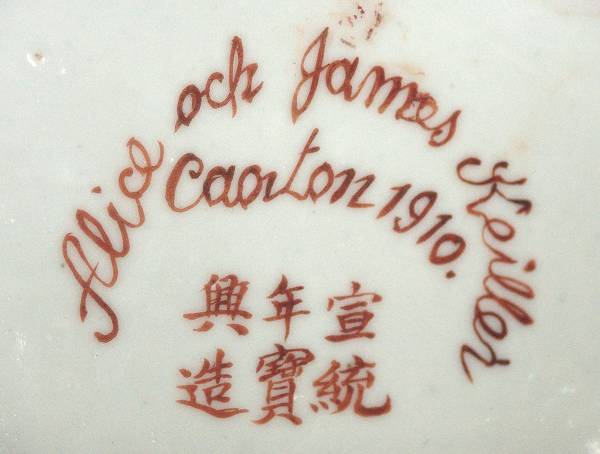 Alice och James Keiller
Canton 1910.
宣統
年寶
興造